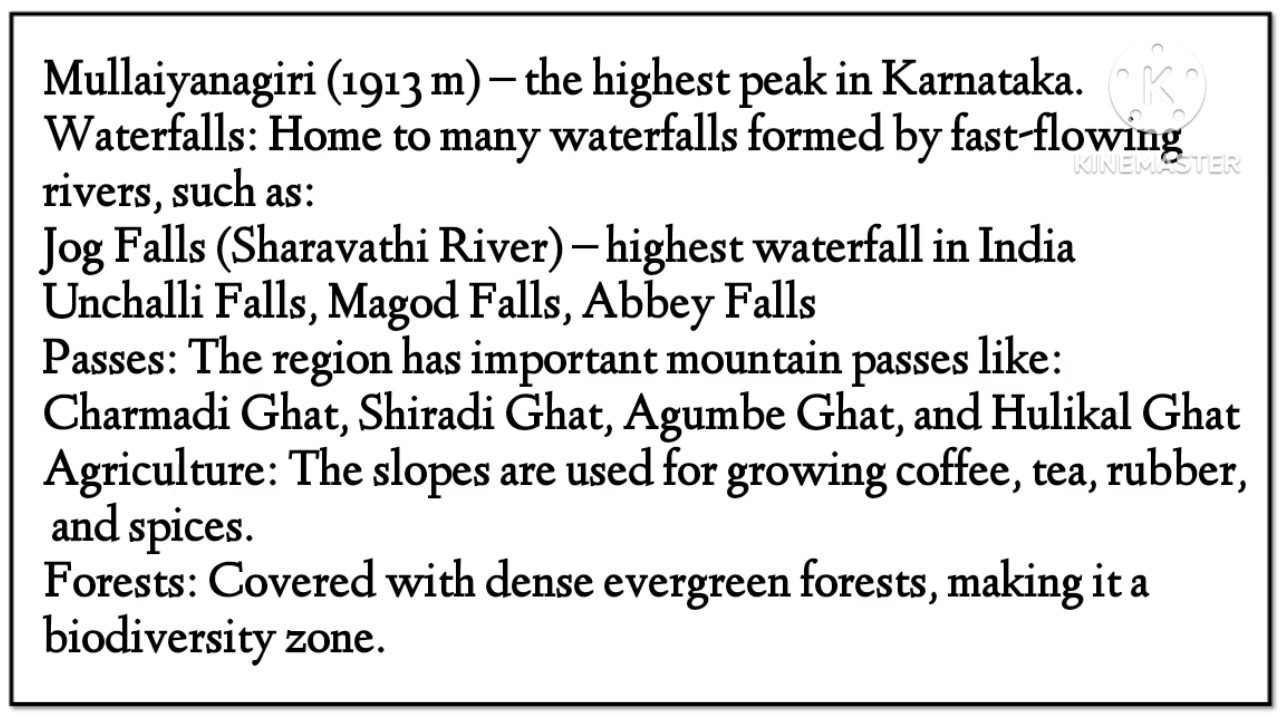 Mullaiyanagiri (1913 m) – the highest peak in Karnataka.
Waterfalls: Home to many waterfalls formed by fast-flowing
rivers, such as:
Jog Falls (Sharavathi River) – highest waterfall in India
Unchalli Falls, Magod Falls, Abbey Falls
Passes: The region has important mountain passes like:
Charmadi Ghat, Shiradi Ghat, Agumbe Ghat, and Hulikal Ghat
Agriculture: The slopes are used for growing coffee, tea, rubber,
and spices.
Forests: Covered with dense evergreen forests, making it a
biodiversity zone.
K
KINEMASTER